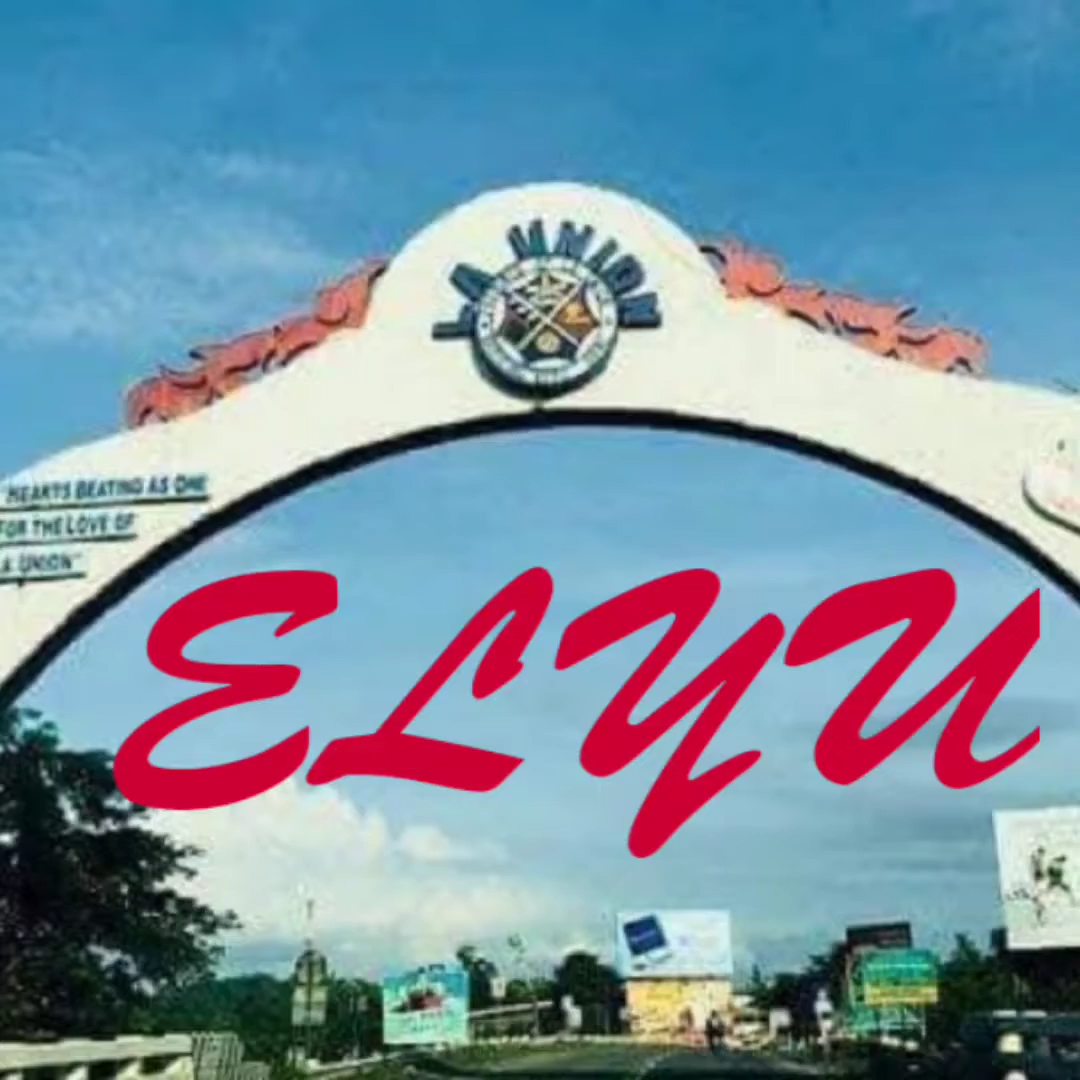 LA UNION
"HEARTS BEATING AS ONE
FOR THE LOVE OF
LA UNION"
ELYU